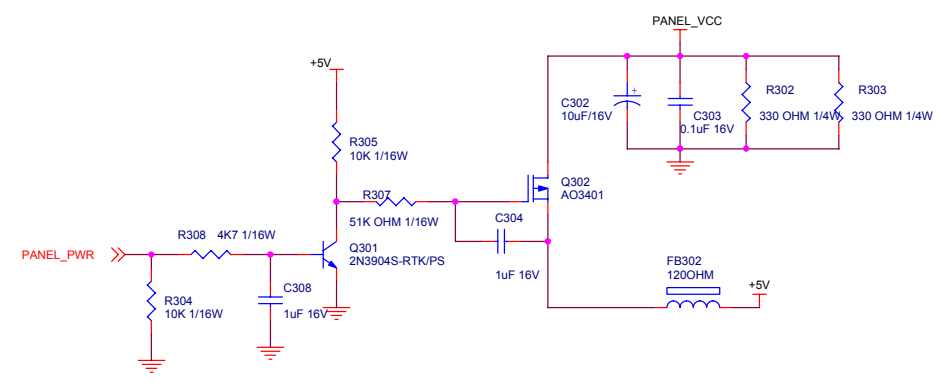 PANEL_VCC
+5V
R305
10K 1/16W
C302
10uF/16V
+
C303
0.1uF 16V
R302
330 OHM 1/4W
R303
330 OHM 1/4W
Q302
AO3401
R307
51K OHM 1/16W
C304
1uF 16V
PANEL_PWR
R308 4K7 1/16W
Q301
2N3904S-RTK/PS
FB302
120OHM
+5V
R304
10K 1/16W
C308
1uF 16V